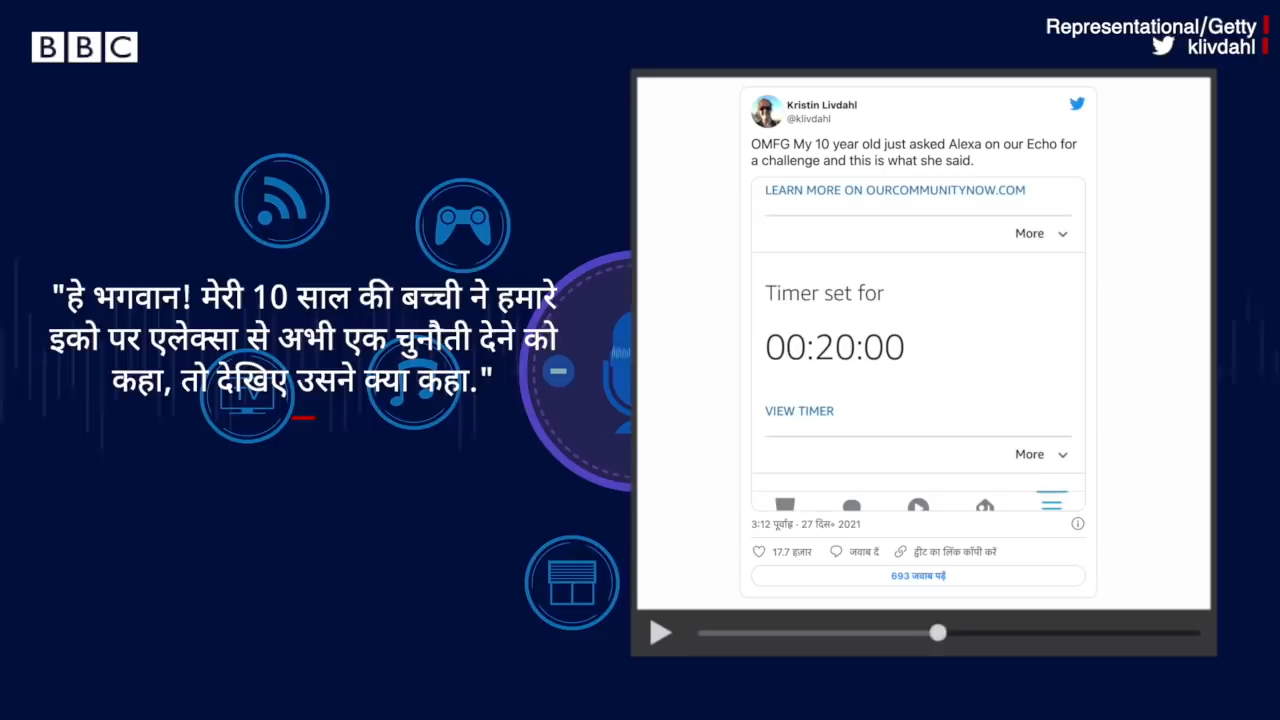 BBC
Representational/Getty
klivdahl
"हे भगवान! मेरी 10 साल की बच्ची ने हमारे
इको पर एलेक्सा से अभी एक चुनौती देने को
कहा, तो देखिए उसने क्या कहा."
TV
Kristin Livdahl
@klivdahl
OMFG My 10 year old just asked Alexa on our Echo for
a challenge and this is what she said.
LEARN MORE ON OURCOMMUNITYNOW.COM
More
Timer set for
00:20:00
VIEW TIMER
More
3:12 पूर्वाह्न · 27 दिस॰ 2021
17.7 हज़ार जवाब दें ट्वीट का लिंक कॉपी करें
693 जवाब पढ़ें